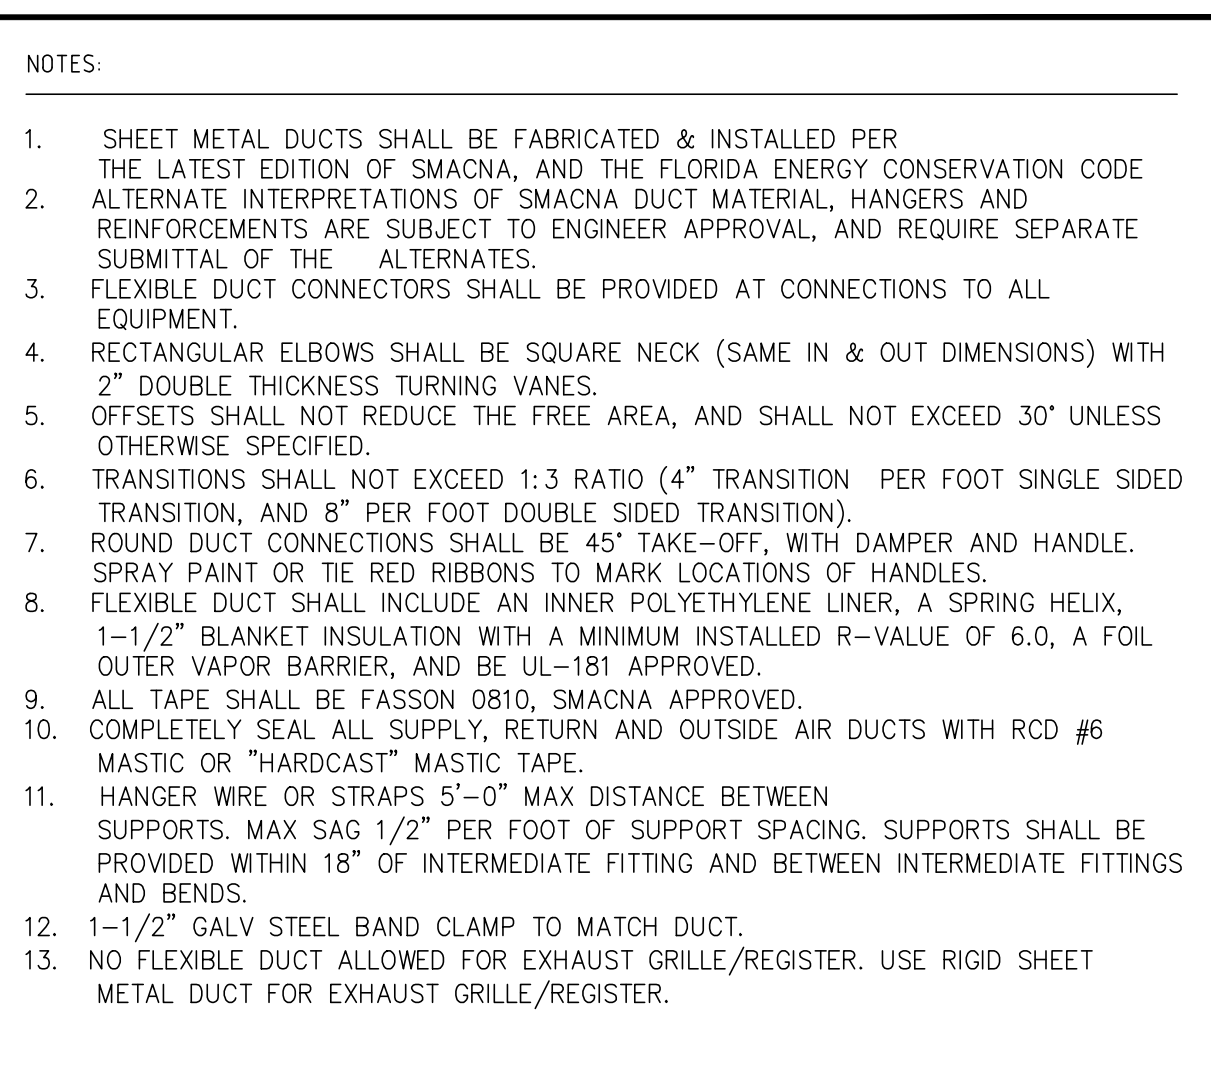 NOTES:
1. SHEET METAL DUCTS SHALL BE FABRICATED & INSTALLED PER
THE LATEST EDITION OF SMACNA, AND THE FLORIDA ENERGY CONSERVATION CODE
2. ALTERNATE INTERPRETATIONS OF SMACNA DUCT MATERIAL, HANGERS AND
REINFORCEMENTS ARE SUBJECT TO ENGINEER APPROVAL, AND REQUIRE SEPARATE
SUBMITTAL OF THE ALTERNATES.
3. FLEXIBLE DUCT CONNECTORS SHALL BE PROVIDED AT CONNECTIONS TO ALL
EQUIPMENT.
4. RECTANGULAR ELBOWS SHALL BE SQUARE NECK (SAME IN & OUT DIMENSIONS) WITH
2" DOUBLE THICKNESS TURNING VANES.
5. OFFSETS SHALL NOT REDUCE THE FREE AREA, AND SHALL NOT EXCEED 30° UNLESS
OTHERWISE SPECIFIED.
6. TRANSITIONS SHALL NOT EXCEED 1:3 RATIO (4" TRANSITION PER FOOT SINGLE SIDED
TRANSITION, AND 8" PER FOOT DOUBLE SIDED TRANSITION).
7. ROUND DUCT CONNECTIONS SHALL BE 45° TAKE-OFF, WITH DAMPER AND HANDLE.
SPRAY PAINT OR TIE RED RIBBONS TO MARK LOCATIONS OF HANDLES.
8. FLEXIBLE DUCT SHALL INCLUDE AN INNER POLYETHYLENE LINER, A SPRING HELIX,
1-1/2" BLANKET INSULATION WITH A MINIMUM INSTALLED R-VALUE OF 6.0, A FOIL
OUTER VAPOR BARRIER, AND BE UL-181 APPROVED.
9. ALL TAPE SHALL BE FASSON 0810, SMACNA APPROVED.
10. COMPLETELY SEAL ALL SUPPLY, RETURN AND OUTSIDE AIR DUCTS WITH RCD #6
MASTIC OR "HARDCAST" MASTIC TAPE.
11. HANGER WIRE OR STRAPS 5'-0" MAX DISTANCE BETWEEN
SUPPORTS. MAX SAG 1/2" PER FOOT OF SUPPORT SPACING. SUPPORTS SHALL BE
PROVIDED WITHIN 18" OF INTERMEDIATE FITTING AND BETWEEN INTERMEDIATE FITTINGS
AND BENDS.
12. 1-1/2" GALV STEEL BAND CLAMP TO MATCH DUCT.
13. NO FLEXIBLE DUCT ALLOWED FOR EXHAUST GRILLE/REGISTER. USE RIGID SHEET
METAL DUCT FOR EXHAUST GRILLE/REGISTER.